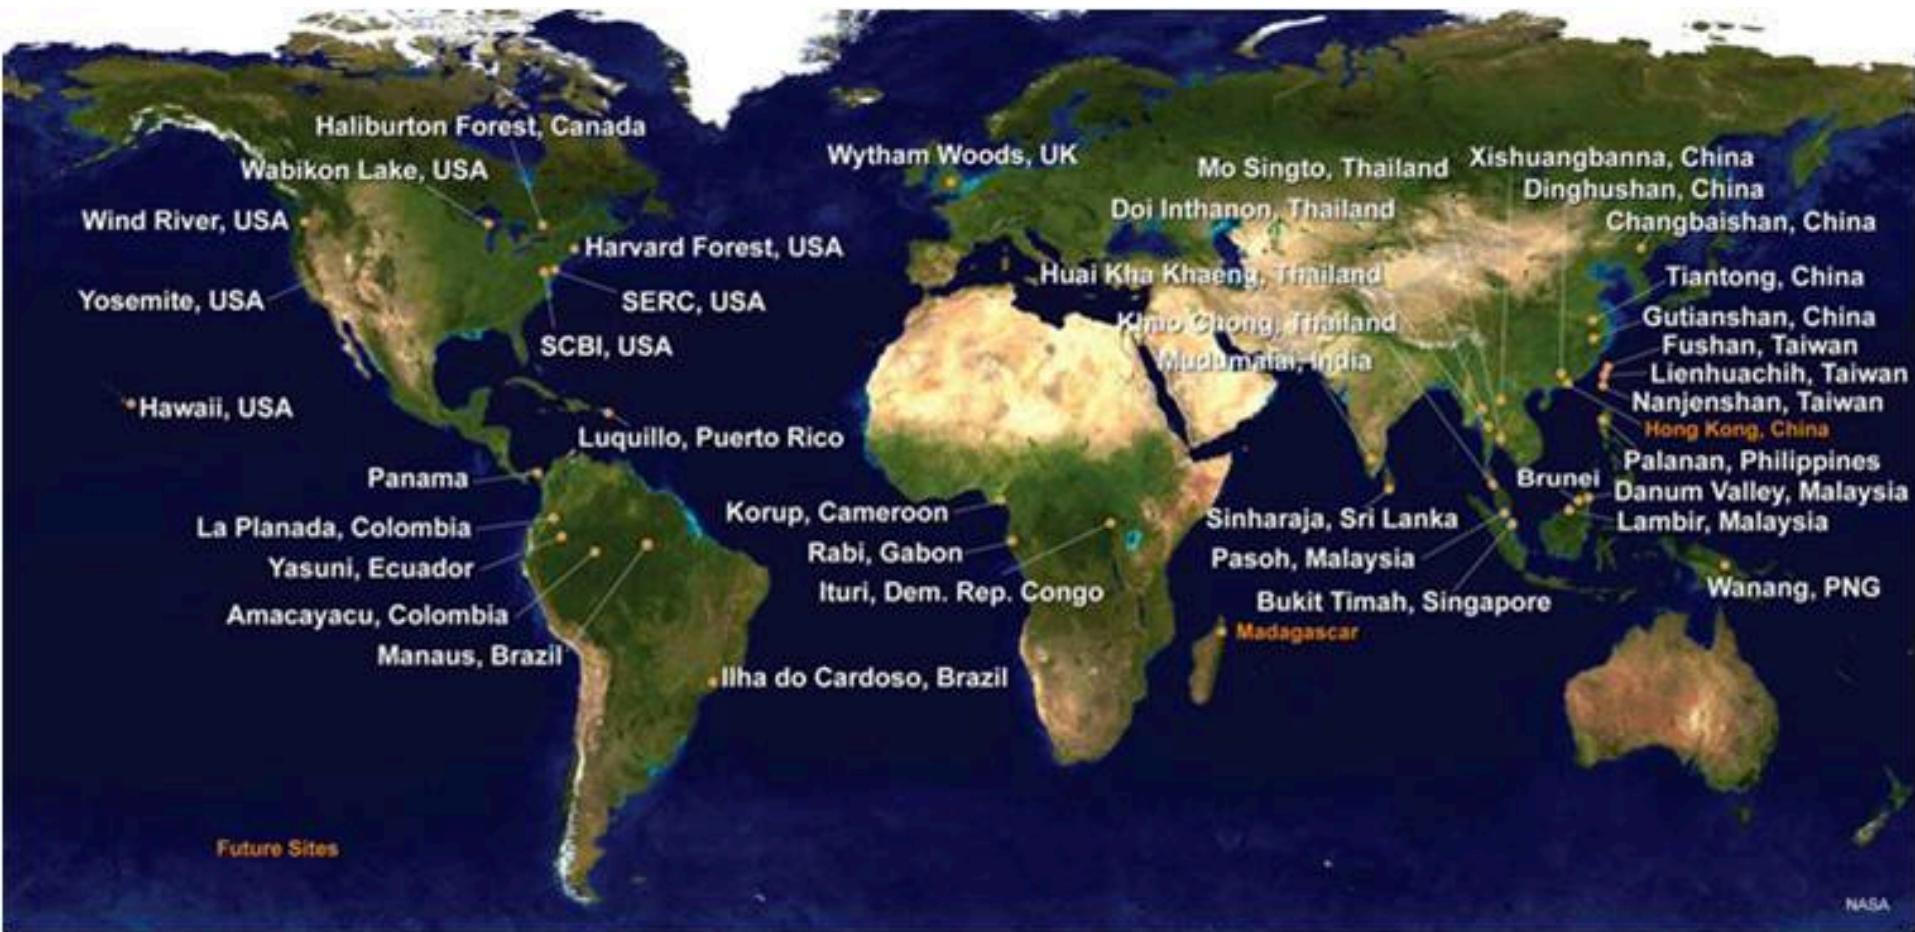 Haliburton Forest, Canada
Wabikon Lake, USA
Wind River, USA
Harvard Forest, USA
Yosemite, USA
SERC, USA
SCBI, USA
Hawaii, USA
Luquillo, Puerto Rico
Panama
La Planada, Colombia
Yasuni, Ecuador
Amacayacu, Colombia
Manaus, Brazil
Ilha do Cardoso, Brazil
Wytham Woods, UK
Korup, Cameroon
Rabi, Gabon
Ituri, Dem. Rep. Congo
Madagascar
Mo Singto, Thailand
Doi Inthanon, Thailand
Huai Kha Khaeng, Thailand
Khao Chong, Thailand
Mudumalai, India
Xishuangbanna, China
Dinghushan, China
Changbaishan, China
Tiantong, China
Gutianshan, China
Fushan, Taiwan
Lienhuachih, Taiwan
Nanjenshan, Taiwan
Hong Kong, China
Palanan, Philippines
Brunei
Danum Valley, Malaysia
Lambir, Malaysia
Sinharaja, Sri Lanka
Pasoh, Malaysia
Bukit Timah, Singapore
Wanang, PNG
Future Sites
NASA